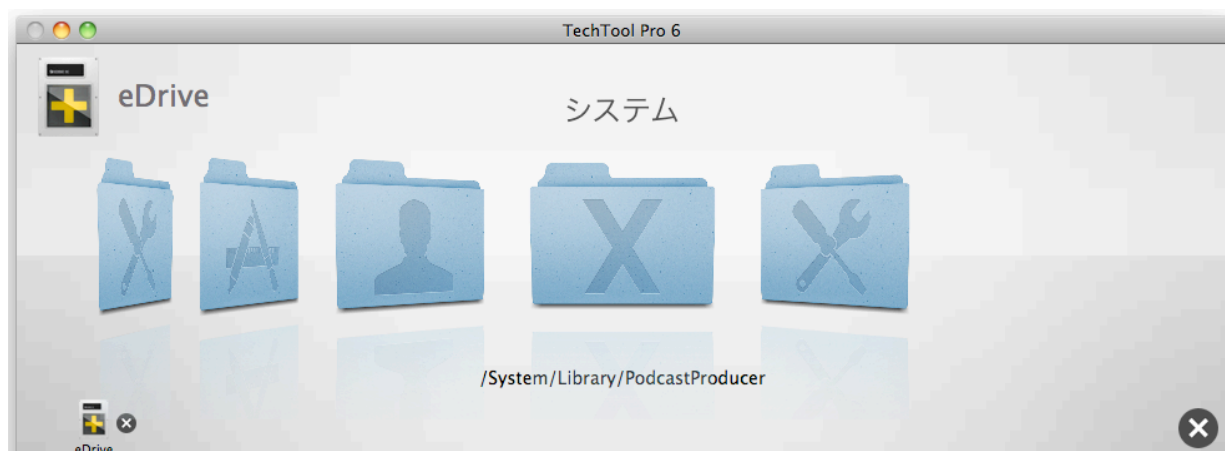 TechTool Pro 6
eDrive
システム
/System/Library/PodcastProducer
eDrive